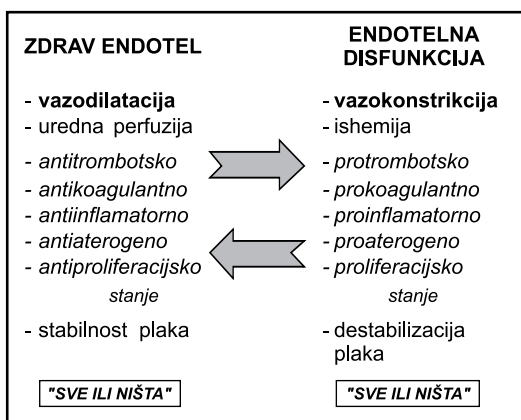 ZDRAV ENDOTEL
- vazodilatacija
- uredna perfuzija
- antitrombotsko
- antikoagulantno
- antiinflamatorno
- antiaterogeno
- antiproliferacijsko
stanje
- stabilnost plaka
"SVE ILI NIŠTA"
ENDOTELNA
DISFUNKCIJA
- vazokonstrikcija
- ishemija
- protrombotsko
- prokoagulantno
- proinflamatorno
- proaterogeno
- proliferacijsko
stanje
- destabilizacija
plaka
"SVE ILI NIŠTA"